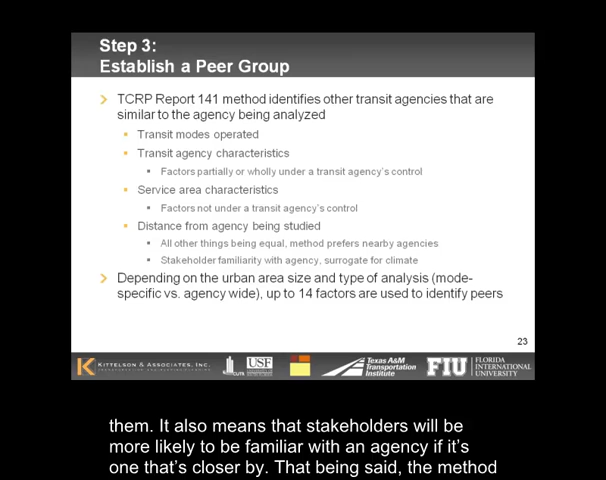 Step 3:
Establish a Peer Group
TCRP Report 141 method identifies other transit agencies that are
similar to the agency being analyzed
Transit modes operated
Transit agency characteristics
Factors partially or wholly under a transit agency's control
Service area characteristics
Factors not under a transit agency's control
Distance from agency being studied
All other things being equal, method prefers nearby agencies
Stakeholder familiarity with agency, surrogate for climate
Depending on the urban area size and type of analysis (mode-
specific vs. agency wide), up to 14 factors are used to identify peers
23
KITTELSON & ASSOCIATES, INC.
CUTR
USF
Texas A&M
Transportation
Institute
FIU
FLORIDA
INTERNATIONAL
UNIVERSITY
them. It also means that stakeholders will be
more likely to be familiar with an agency if it's
one that's closer by. That being said, the method